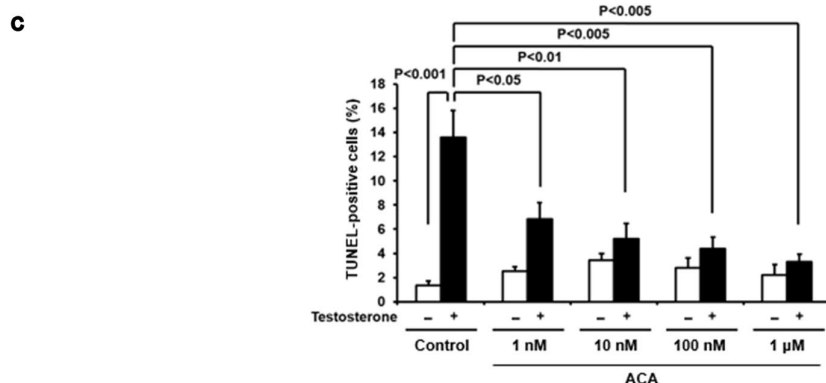 c
P<0.005
P<0.005
P<0.01
P<0.001
P<0.05
TUNEL-positive cells (%)
18
16
14
12
10
8
6
4
2
0
Testosterone – + – + – + – + – +
Control 1 nM 10 nM 100 nM 1 µM
ACA